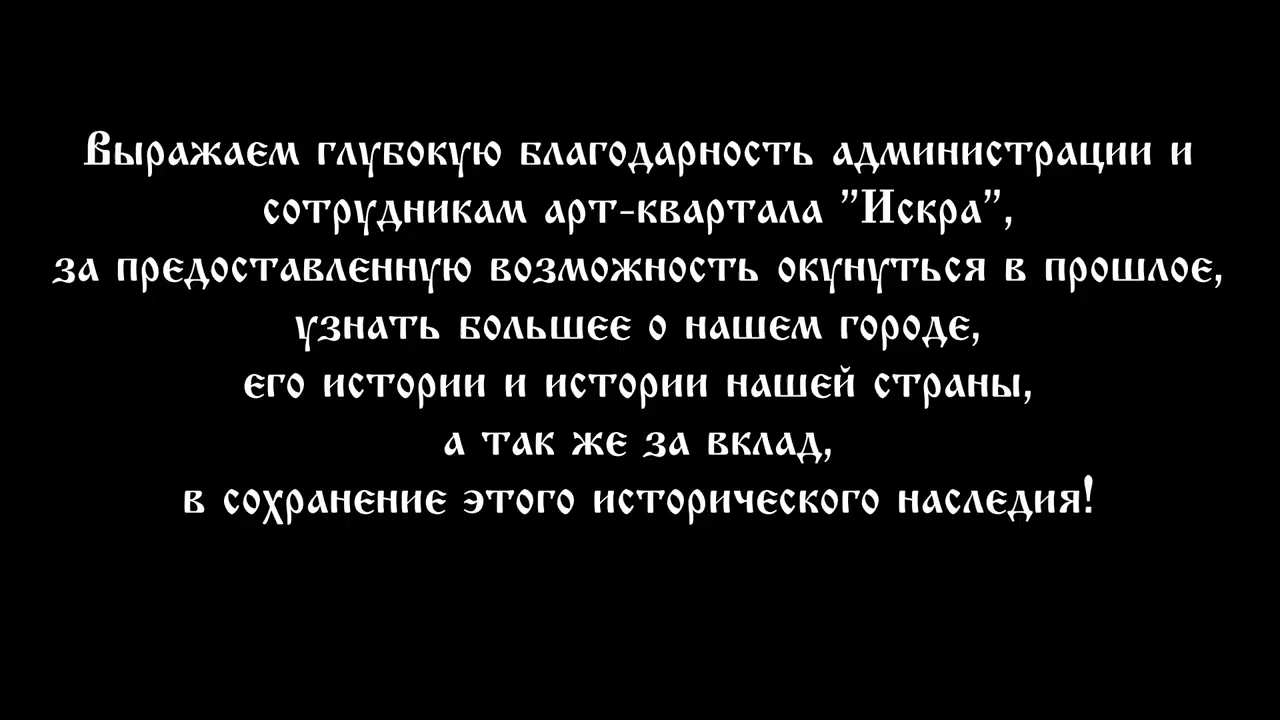 Выражаем глубокую благодарность администрации и
сотрудникам арт-квартала "Искра",
за предоставленную возможность окунуться в прошлое,
узнать большее о нашем городе,
его истории и истории нашей страны,
а так же за вклад,
в сохранение этого исторического наследия!